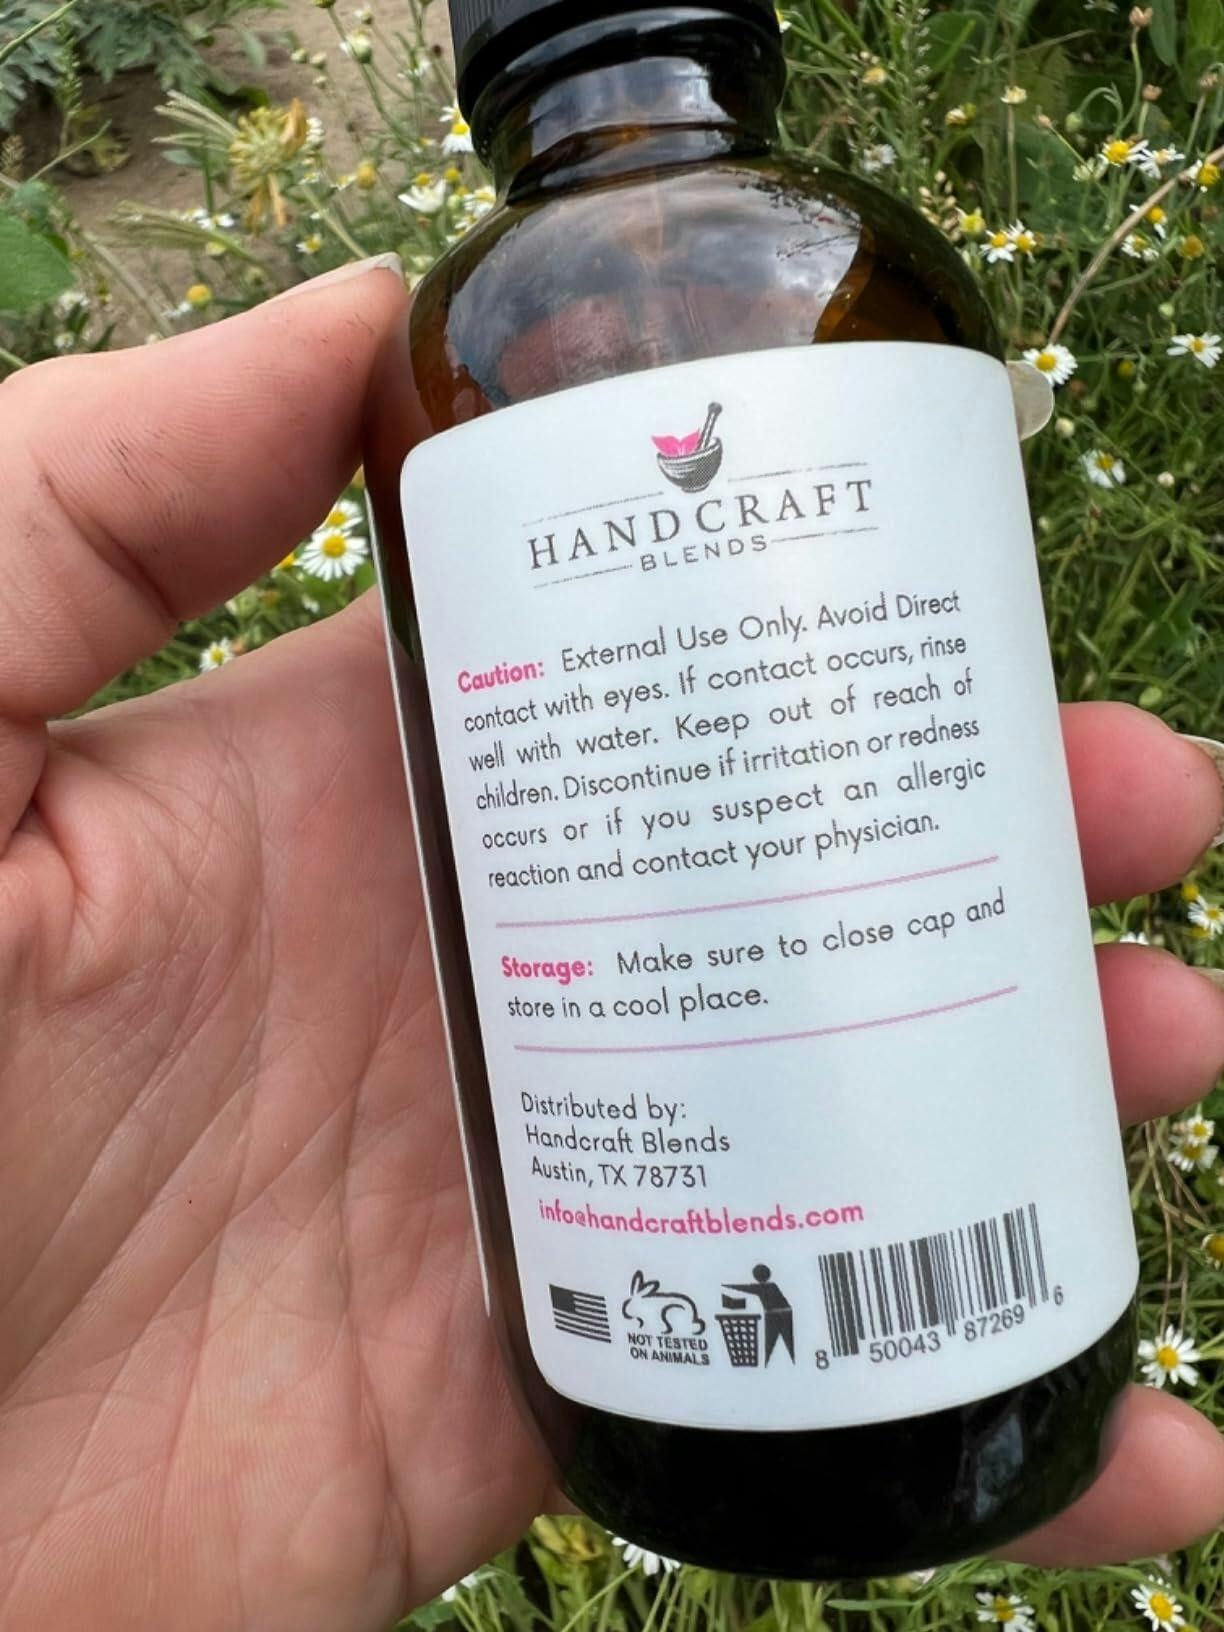 HANDCRAFT
BLENDS
Caution: External Use Only. Avoid Direct
contact with eyes. If contact occurs, rinse
well with water. Keep out of reach of
children. Discontinue if irritation or redness
occurs or if you suspect an allergic
reaction and contact your physician.
Storage: Make sure to close cap and
store in a cool place.
Distributed by:
Handcraft Blends
Austin, TX 78731
info@handcraftblends.com
NOT TESTED
ON ANIMALS
8 50043 87269 6